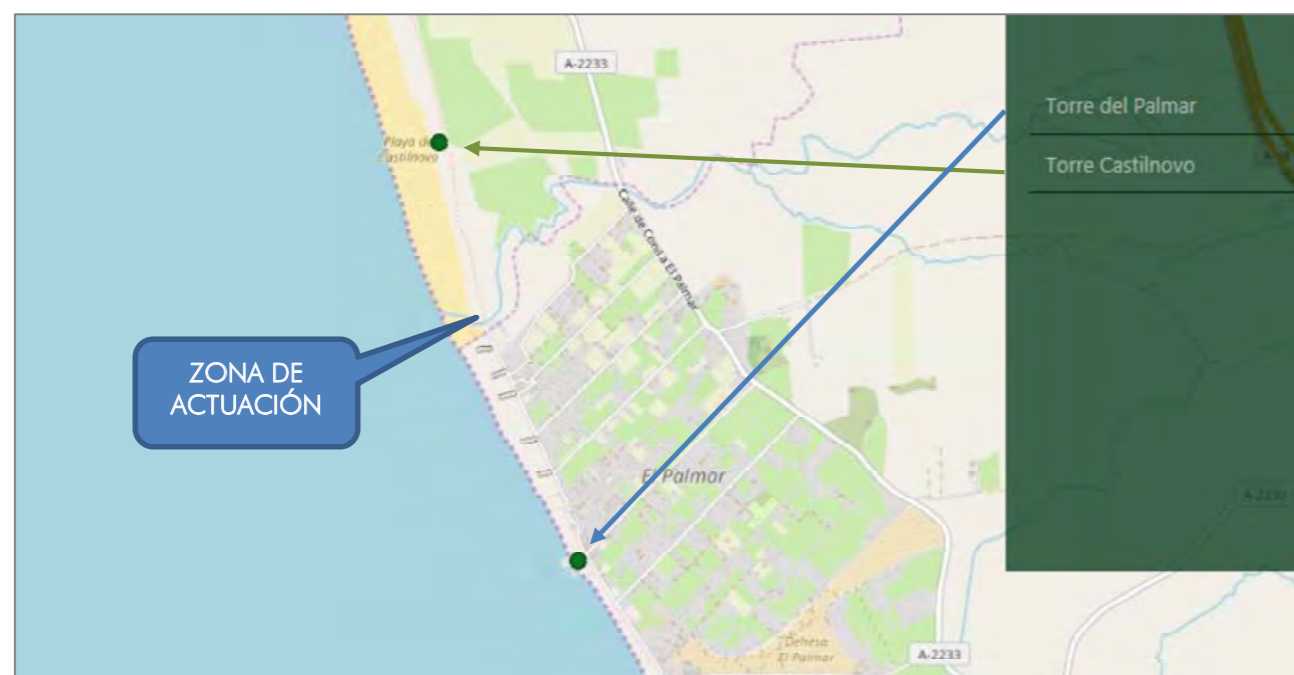 A-2233
Torre del Palmar
Playa de
Castilnovo
Torre Castilnovo
Calle de Conil a El Palmar
ZONA DE
ACTUACIÓN
El Palmar
Dehesa
El Palmar
A-2233
A-2230